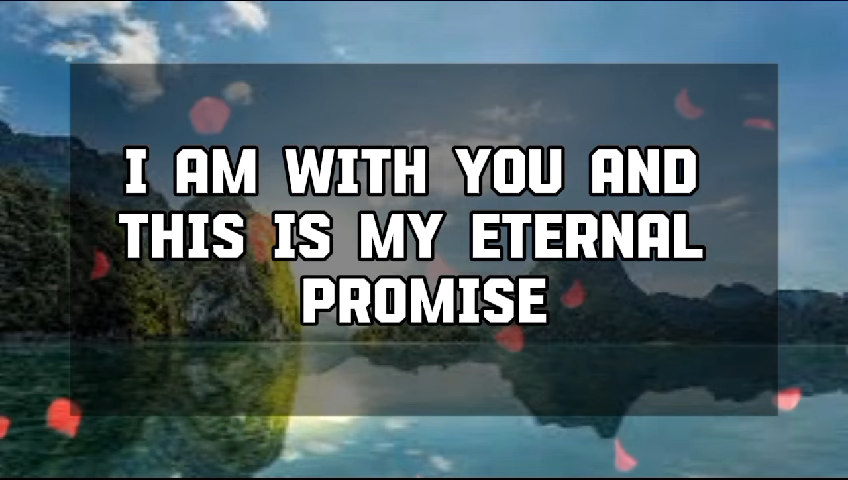 I AM WITH YOU AND
THIS IS MY ETERNAL
PROMISE